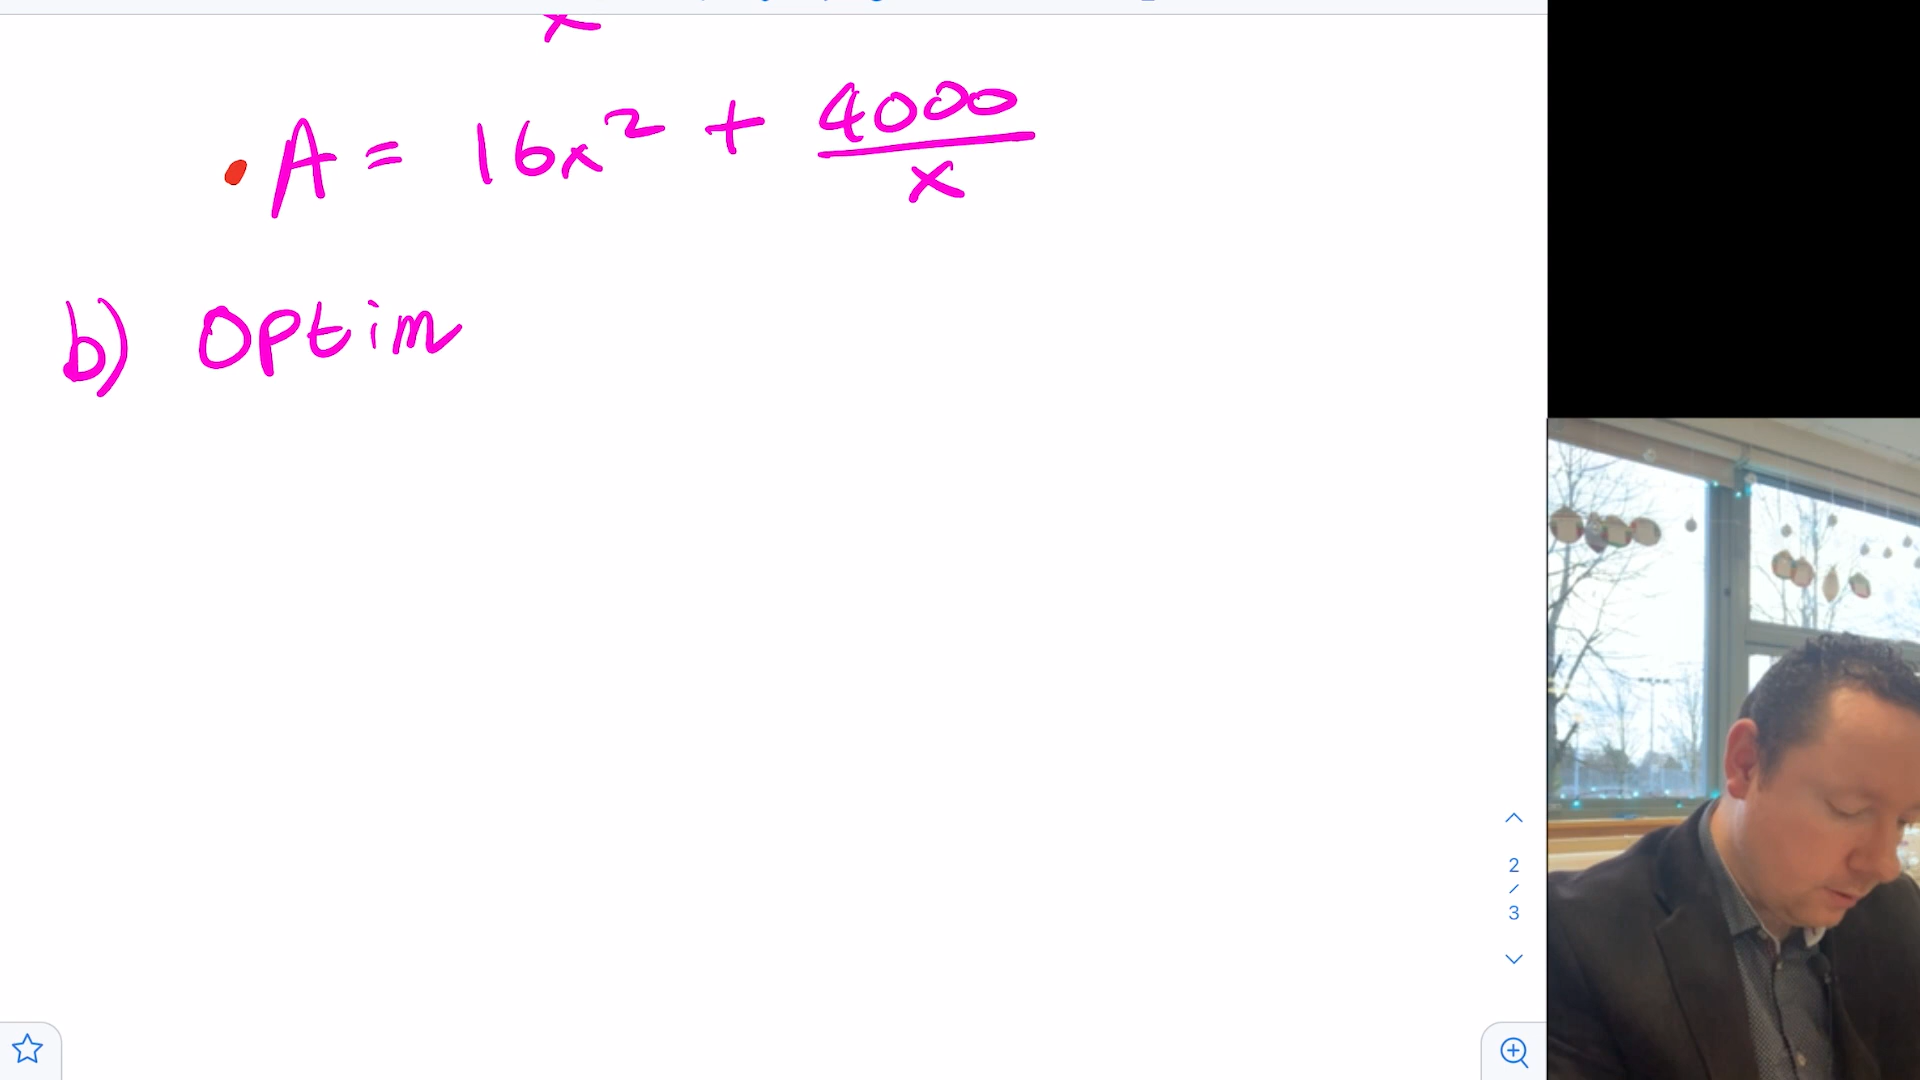 x
• A = 16x² + 4000/x
b) Optim
2
/
3